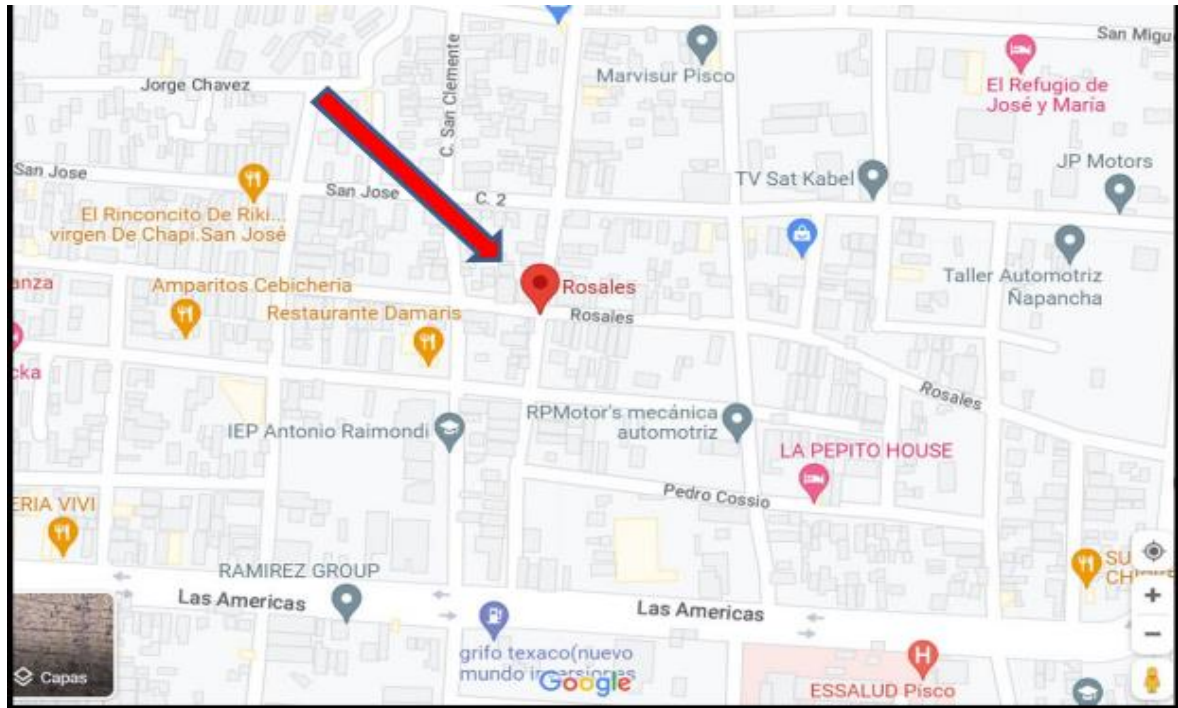 San Migu
Marvisur Pisco
El Refugio de
José y María
Jorge Chavez
C. San Clemente
JP Motors
San Jose
TV Sat Kabel
San Jose
C. 2
El Rinconcito De Riki...
virgen De Chapi.San José
Taller Automotriz
Ñapancha
anza
Amparitos Cebicheria
Rosales
Restaurante Damaris
Rosales
cka
Rosales
RPMotor's mecánica
automotriz
IEP Antonio Raimondi
LA PEPITO HOUSE
Pedro Cossio
ERIA VIVI
SU
RAMIREZ GROUP
Las Americas
Las Americas
grifo texaco(nuevo
mundo inversiones
Google
Capas
ESSALUD Pisco